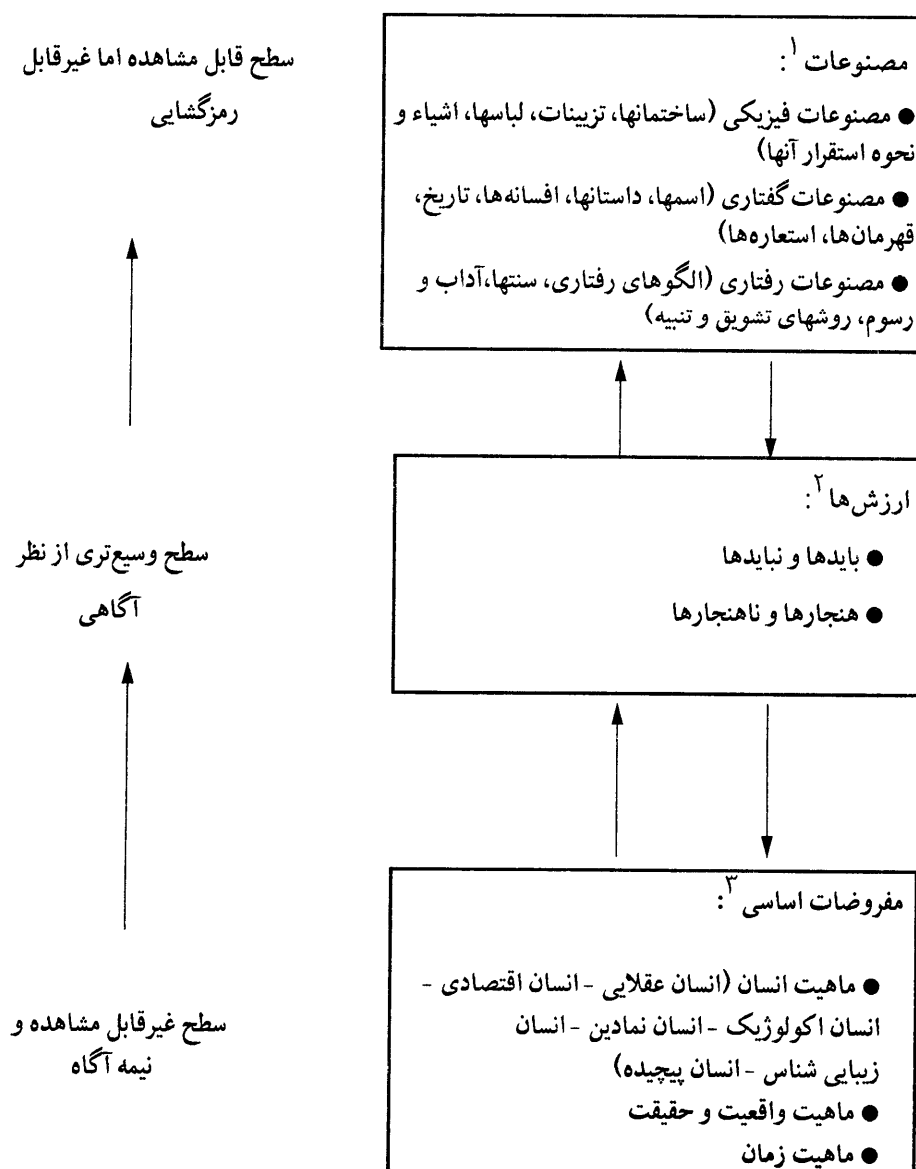 مصنوعات ۱:
● مصنوعات فیزیکی (ساختمانها، تزیینات، لباسها، اشیاء و
نحوه استقرار آنها)
● مصنوعات گفتاری (اسمها، داستانها، افسانه‌ها، تاریخ،
قهرمان‌ها، استعاره‌ها)
● مصنوعات رفتاری (الگوهای رفتاری، سنتها،آداب و
رسوم، روشهای تشویق و تنبیه)
سطح قابل مشاهده اما غیرقابل
رمزگشایی
ارزش‌ها ۲:
● بایدها و نبایدها
● هنجارها و ناهنجارها
سطح وسیع‌تری از نظر
آگاهی
مفروضات اساسی ۳:
● ماهیت انسان (انسان عقلایی - انسان اقتصادی -
انسان اکولوژیک - انسان نمادین - انسان
زیبایی شناس - انسان پیچیده)
● ماهیت واقعیت و حقیقت
● ماهیت زمان
سطح غیرقابل مشاهده و
نیمه آگاه